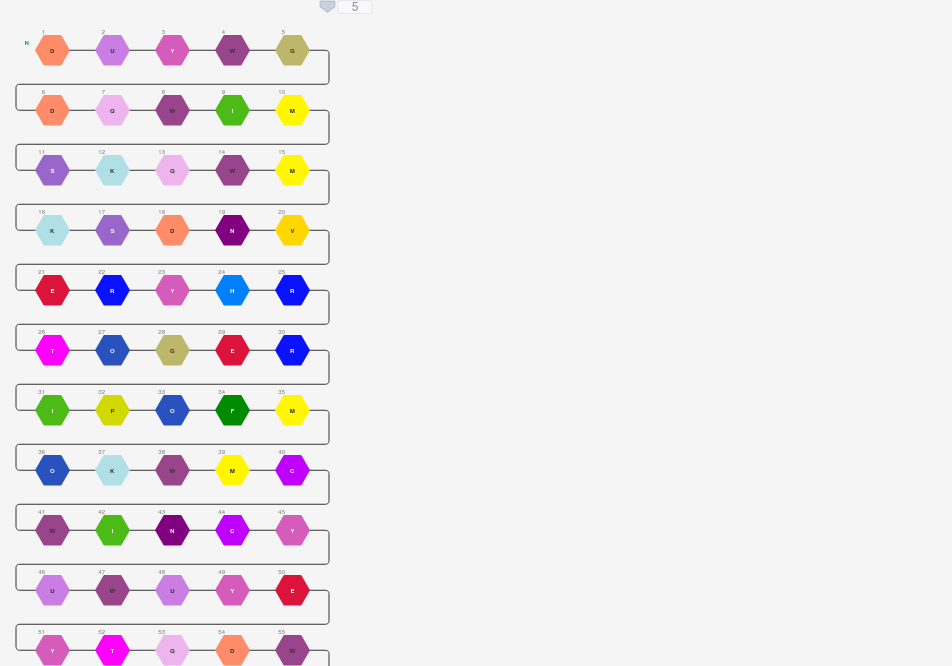 5
1 2 3 4 5
N D U Y W G
6 7 8 9 10
D Q W I M
11 12 13 14 15
S K Q W M
16 17 18 19 20
K S D N V
21 22 23 24 25
E R Y H R
26 27 28 29 30
T O G E R
31 32 33 34 35
I P O F M
36 37 38 39 40
O K W M C
41 42 43 44 45
W I N C Y
46 47 48 49 50
U W U Y E
51 52 53 54 55
Y T Q D W